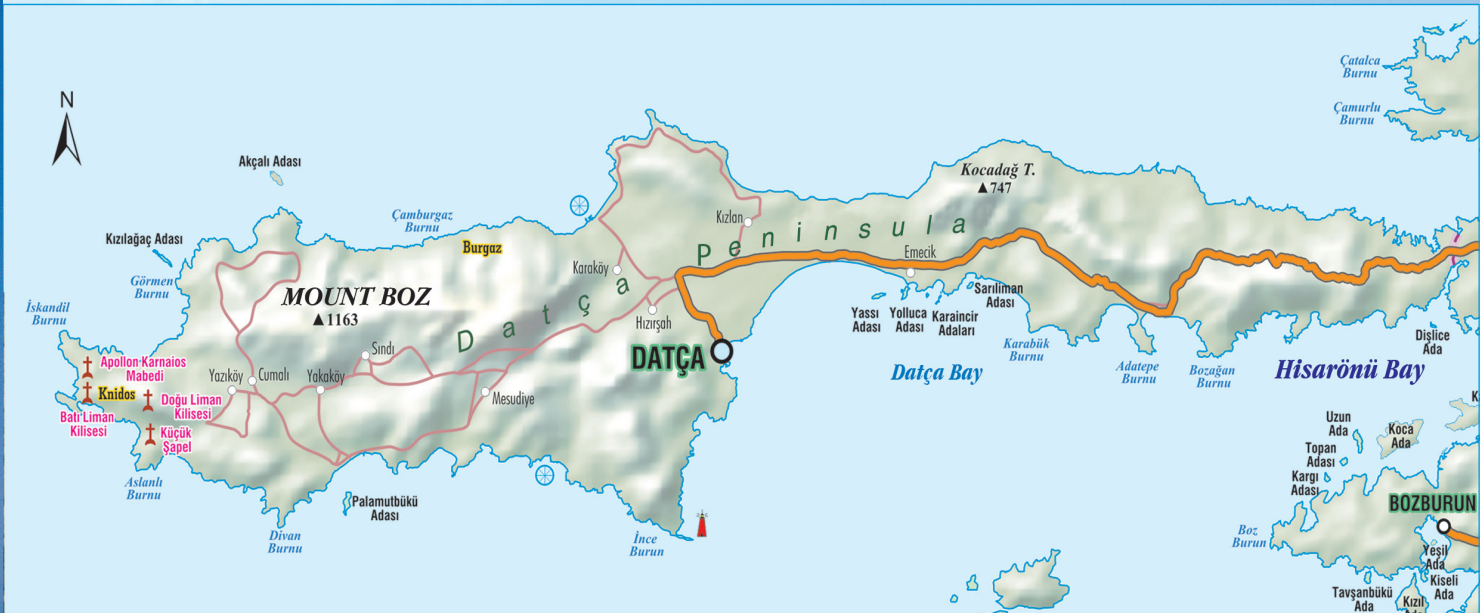 Çatalca
Burnu
N
Çamurlu
Burnu
Akçalı Adası
Kocadağ T.
▲747
Çamburgaz
Burnu
Kızlan
Kızılağaç Adası
Burgaz
Peninsula
Emecik
Karaköy
Görmen
Burnu
MOUNT BOZ
▲1163
Datça
Sarıliman
Adası
İskandil
Burnu
Yassı
Adası
Yolluca
Adası
Karaincir
Adaları
Hızırşah
Karabük
Burnu
Dişlice
Ada
Sındı
DATÇA
Apollon Karnaios
Mabedi
Yazıköy
Cumalı
Yakaköy
Datça Bay
Adatepe
Burnu
Bozağan
Burnu
Hisarönü Bay
Knidos
Doğu Liman
Kilisesi
Mesudiye
Batı Liman
Kilisesi
Küçük
Şapel
Uzun
Ada
Koca
Ada
Topan
Adası
Kargı
Adası
Aslanlı
Burnu
Palamutbükü
Adası
BOZBURUN
Divan
Burnu
İnce
Burun
Boz
Burun
Yeşil
Ada
Kiseli
Ada
Tavşanbükü
Ada
Kızıl